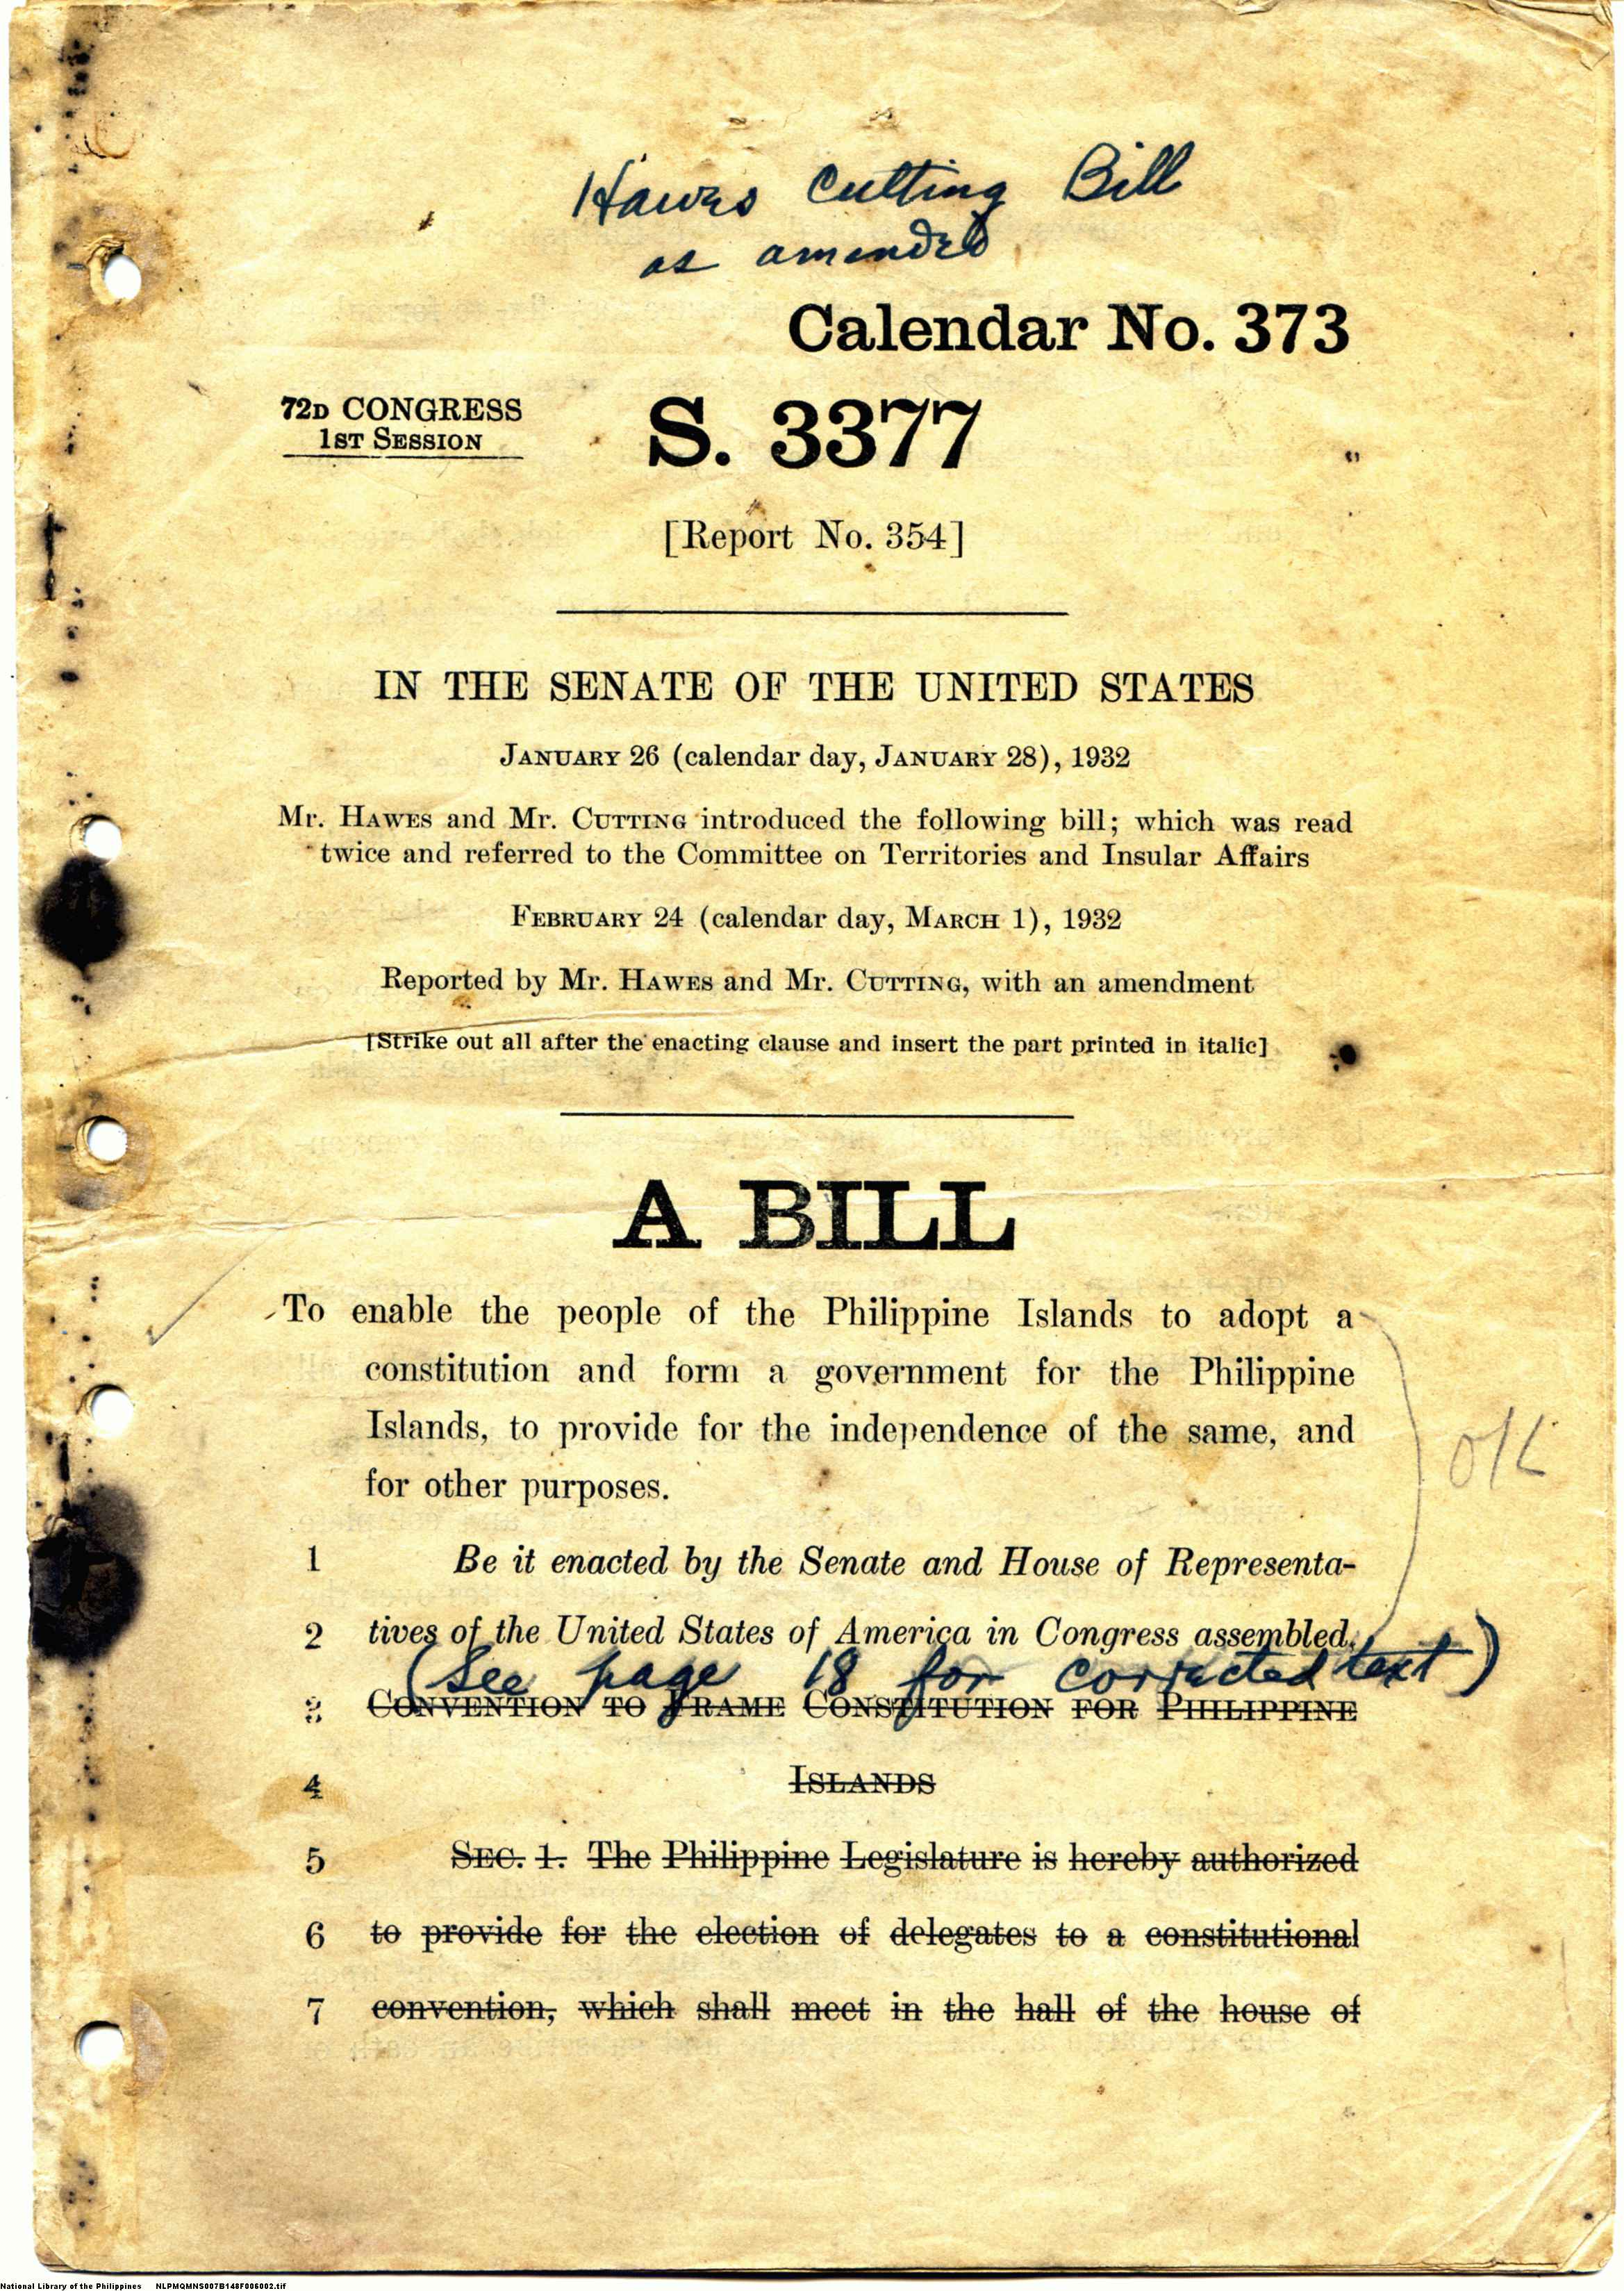 Hawes Cutting Bill
as amended
Calendar No. 373
72D CONGRESS
1ST SESSION
S. 3377
[Report No. 354]
IN THE SENATE OF THE UNITED STATES
JANUARY 26 (calendar day, JANUARY 28), 1932
Mr. HAWES and Mr. CUTTING introduced the following bill; which was read
twice and referred to the Committee on Territories and Insular Affairs
FEBRUARY 24 (calendar day, MARCH 1), 1932
Reported by Mr. HAWES and Mr. CUTTING, with an amendment
[Strike out all after the enacting clause and insert the part printed in italic]
A BILL
To enable the people of the Philippine Islands to adopt a
constitution and form a government for the Philippine
Islands, to provide for the independence of the same, and
for other purposes.
OK
1 Be it enacted by the Senate and House of Representa-
2 tives of the United States of America in Congress assembled,
(See page 18 for corrected text)
3 CONVENTION TO FRAME CONSTITUTION FOR PHILIPPINE
4 ISLANDS
5 SEC. 1. The Philippine Legislature is hereby authorized
6 to provide for the election of delegates to a constitutional
7 convention, which shall meet in the hall of the house of
National Library of the Philippines NLPMQMNS007B148F006002.tif